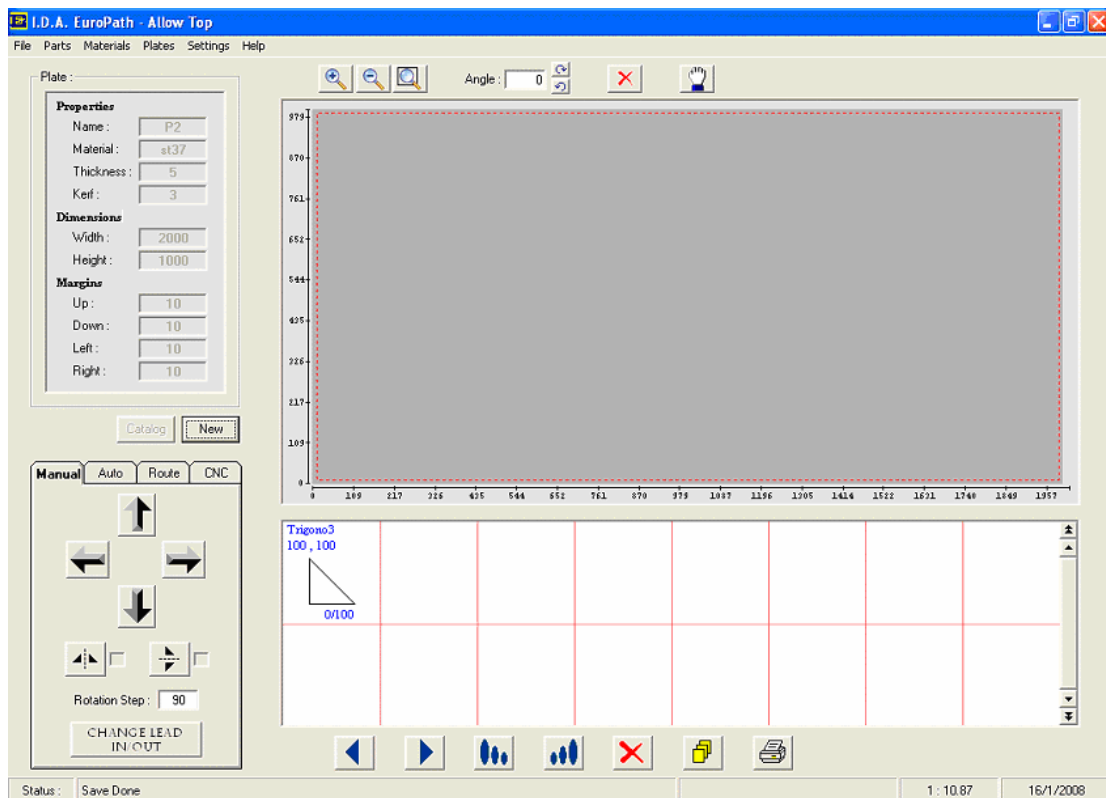 I.D.A. EuroPath - Allow Top
File Parts Materials Plates Settings Help
Plate :
Properties
Name : P2
Material : st37
Thickness : 5
Kerf : 3
Dimensions
Width : 2000
Height : 1000
Margins
Up : 10
Down : 10
Left : 10
Right : 10
Catalog New
Manual Auto Route CNC
Rotation Step : 90
CHANGE LEAD
IN/OUT
Angle : 0
979
870
761
652
544
435
326
217
109
0
0 109 217 326 435 544 652 761 870 979 1087 1196 1305 1414 1522 1631 1740 1849 1957
Trigono3
100 , 100
0/100
Status : Save Done 1 : 10.87 16/1/2008